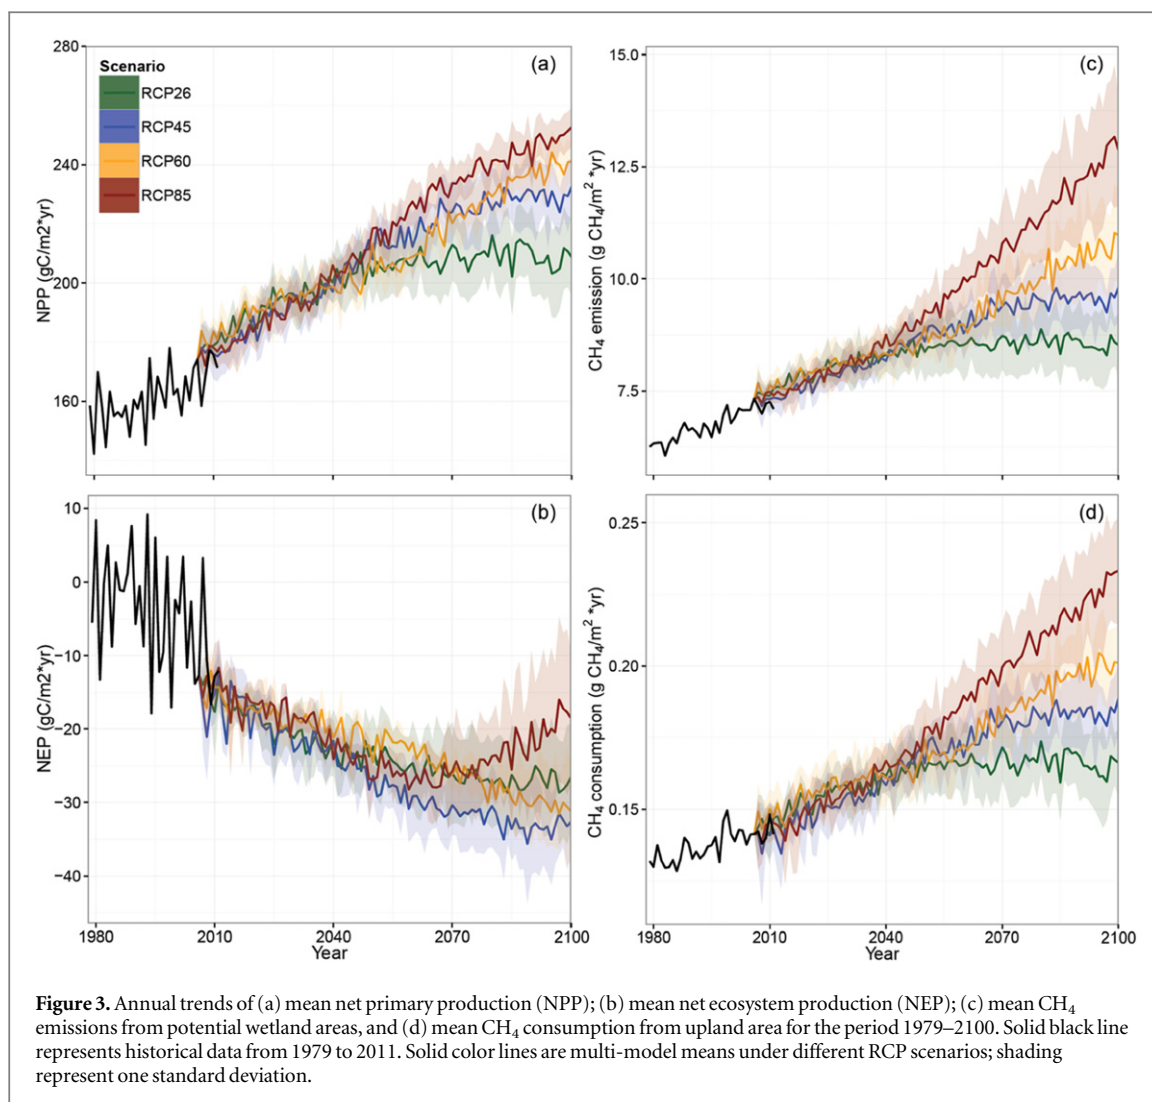 280
240
200
160
NPP (gC/m2*yr)
Scenario
RCP26
RCP45
RCP60
RCP85
(a)
15.0
12.5
10.0
7.5
CH4 emission (g CH4/m2 *yr)
(c)
10
0
−10
−20
−30
−40
NEP (gC/m2*yr)
(b)
1980
2010
2040
2070
2100
Year
0.25
0.20
0.15
CH4 consumption (g CH4/m2 *yr)
(d)
1980
2010
2040
2070
2100
Year
Figure 3. Annual trends of (a) mean net primary production (NPP); (b) mean net ecosystem production (NEP); (c) mean CH4
emissions from potential wetland areas, and (d) mean CH4 consumption from upland area for the period 1979–2100. Solid black line
represents historical data from 1979 to 2011. Solid color lines are multi-model means under different RCP scenarios; shading
represent one standard deviation.